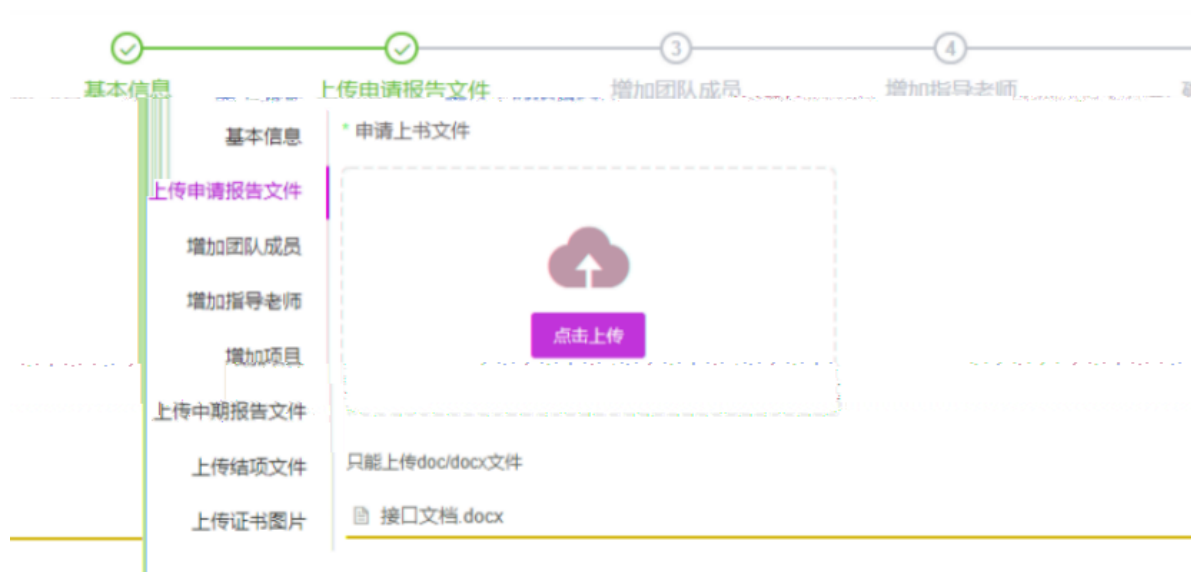 3
4
基本信息
上传申请报告文件
增加团队成员
增加指导老师
基本信息
* 申请上书文件
上传申请报告文件
增加团队成员
增加指导老师
点击上传
增加项目
上传中期报告文件
上传结项文件
只能上传doc/docx文件
上传证书图片
接口文档.docx